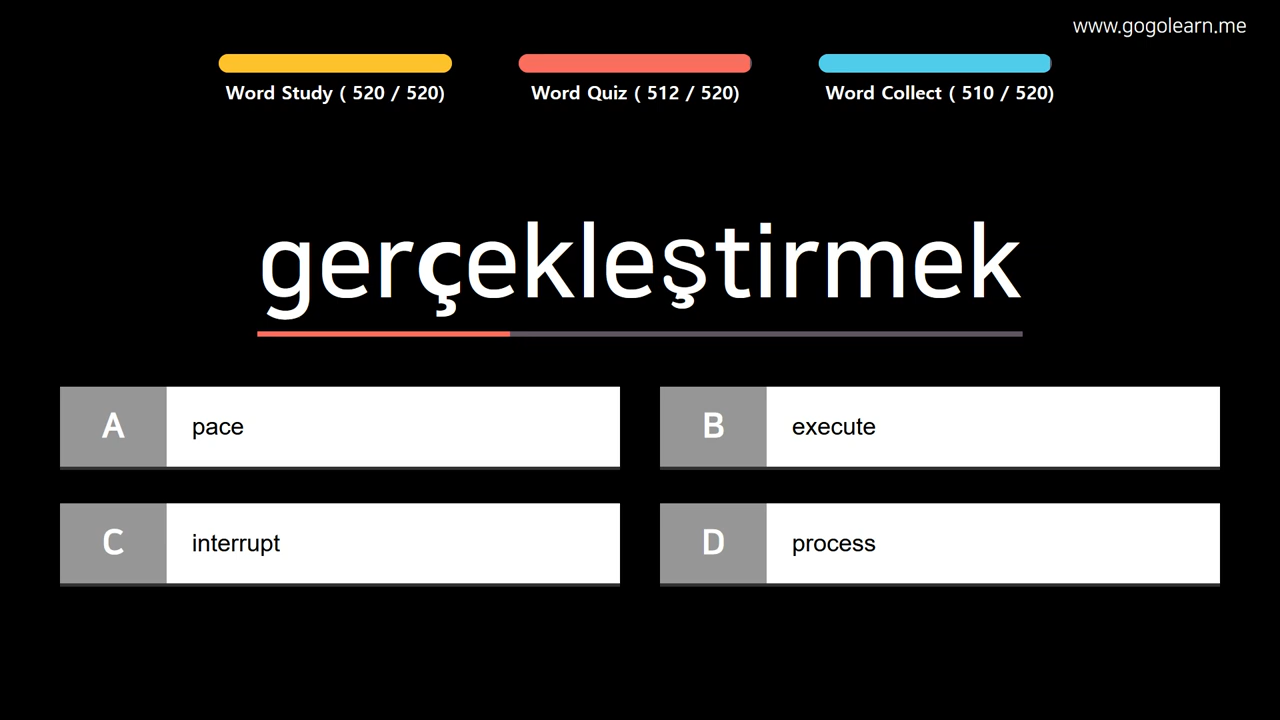 www.gogolearn.me
Word Study ( 520 / 520)
Word Quiz ( 512 / 520)
Word Collect ( 510 / 520)
gerçekleştirmek
A pace
B execute
C interrupt
D process